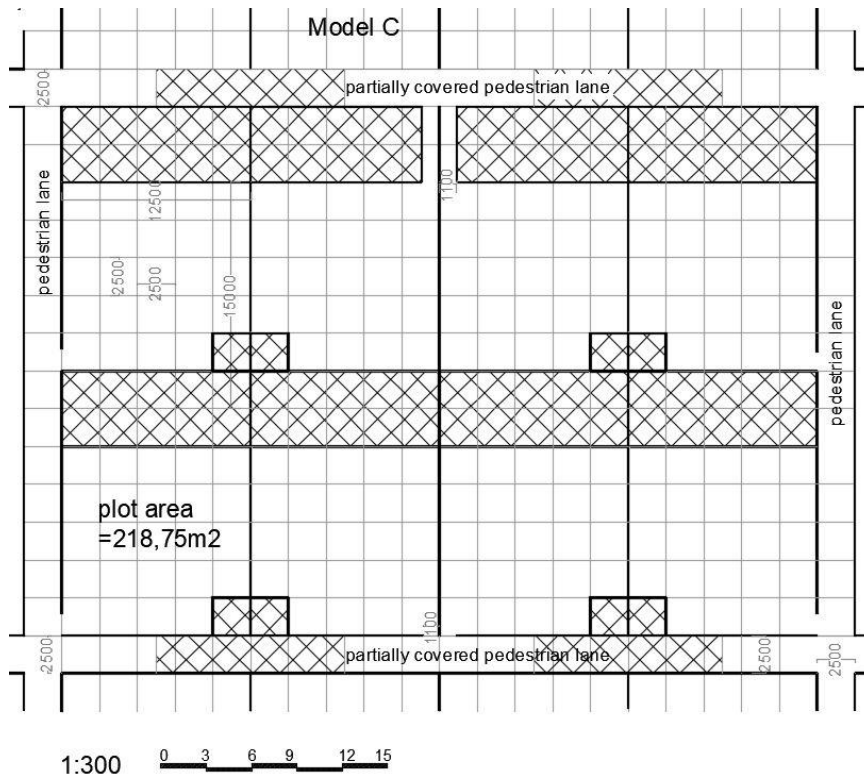 Model C
2500
partially covered pedestrian lane
pedestrian lane
12500
1100
2500
2500
15000
pedestrian lane
plot area
=218,75m2
1100
2500
partially covered pedestrian lane
2500
2500
1:300
0 3 6 9 12 15